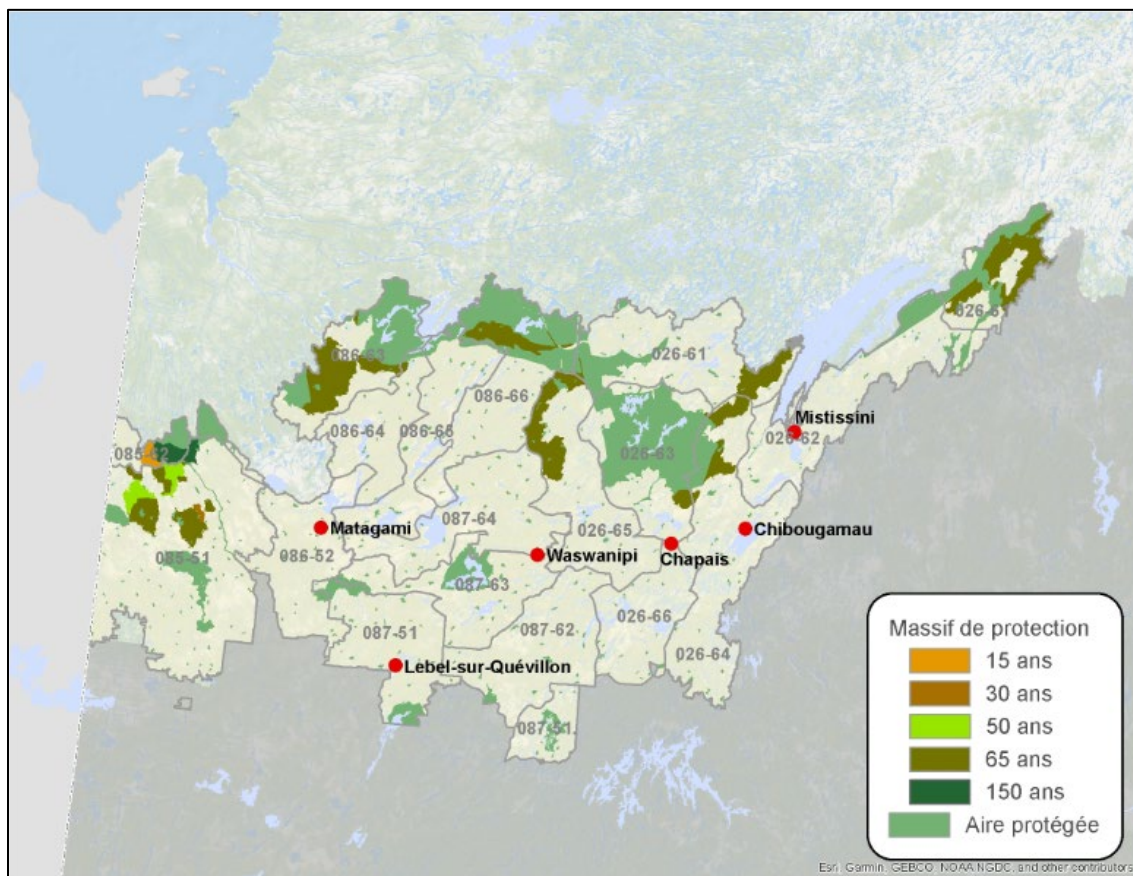 026-51
086-63
026-61
086-66
Mistissini
086-64
086-65
026-62
085-62
026-63
Matagami
087-64
026-65
Chibougamau
085-51
086-52
Waswanipi
Chapais
087-63
087-51
087-62
026-66
026-64
Lebel-sur-Quévillon
087-51
Massif de protection
15 ans
30 ans
50 ans
65 ans
150 ans
Aire protégée
Esri, Garmin, GEBCO, NOAA NGDC, and other contributors